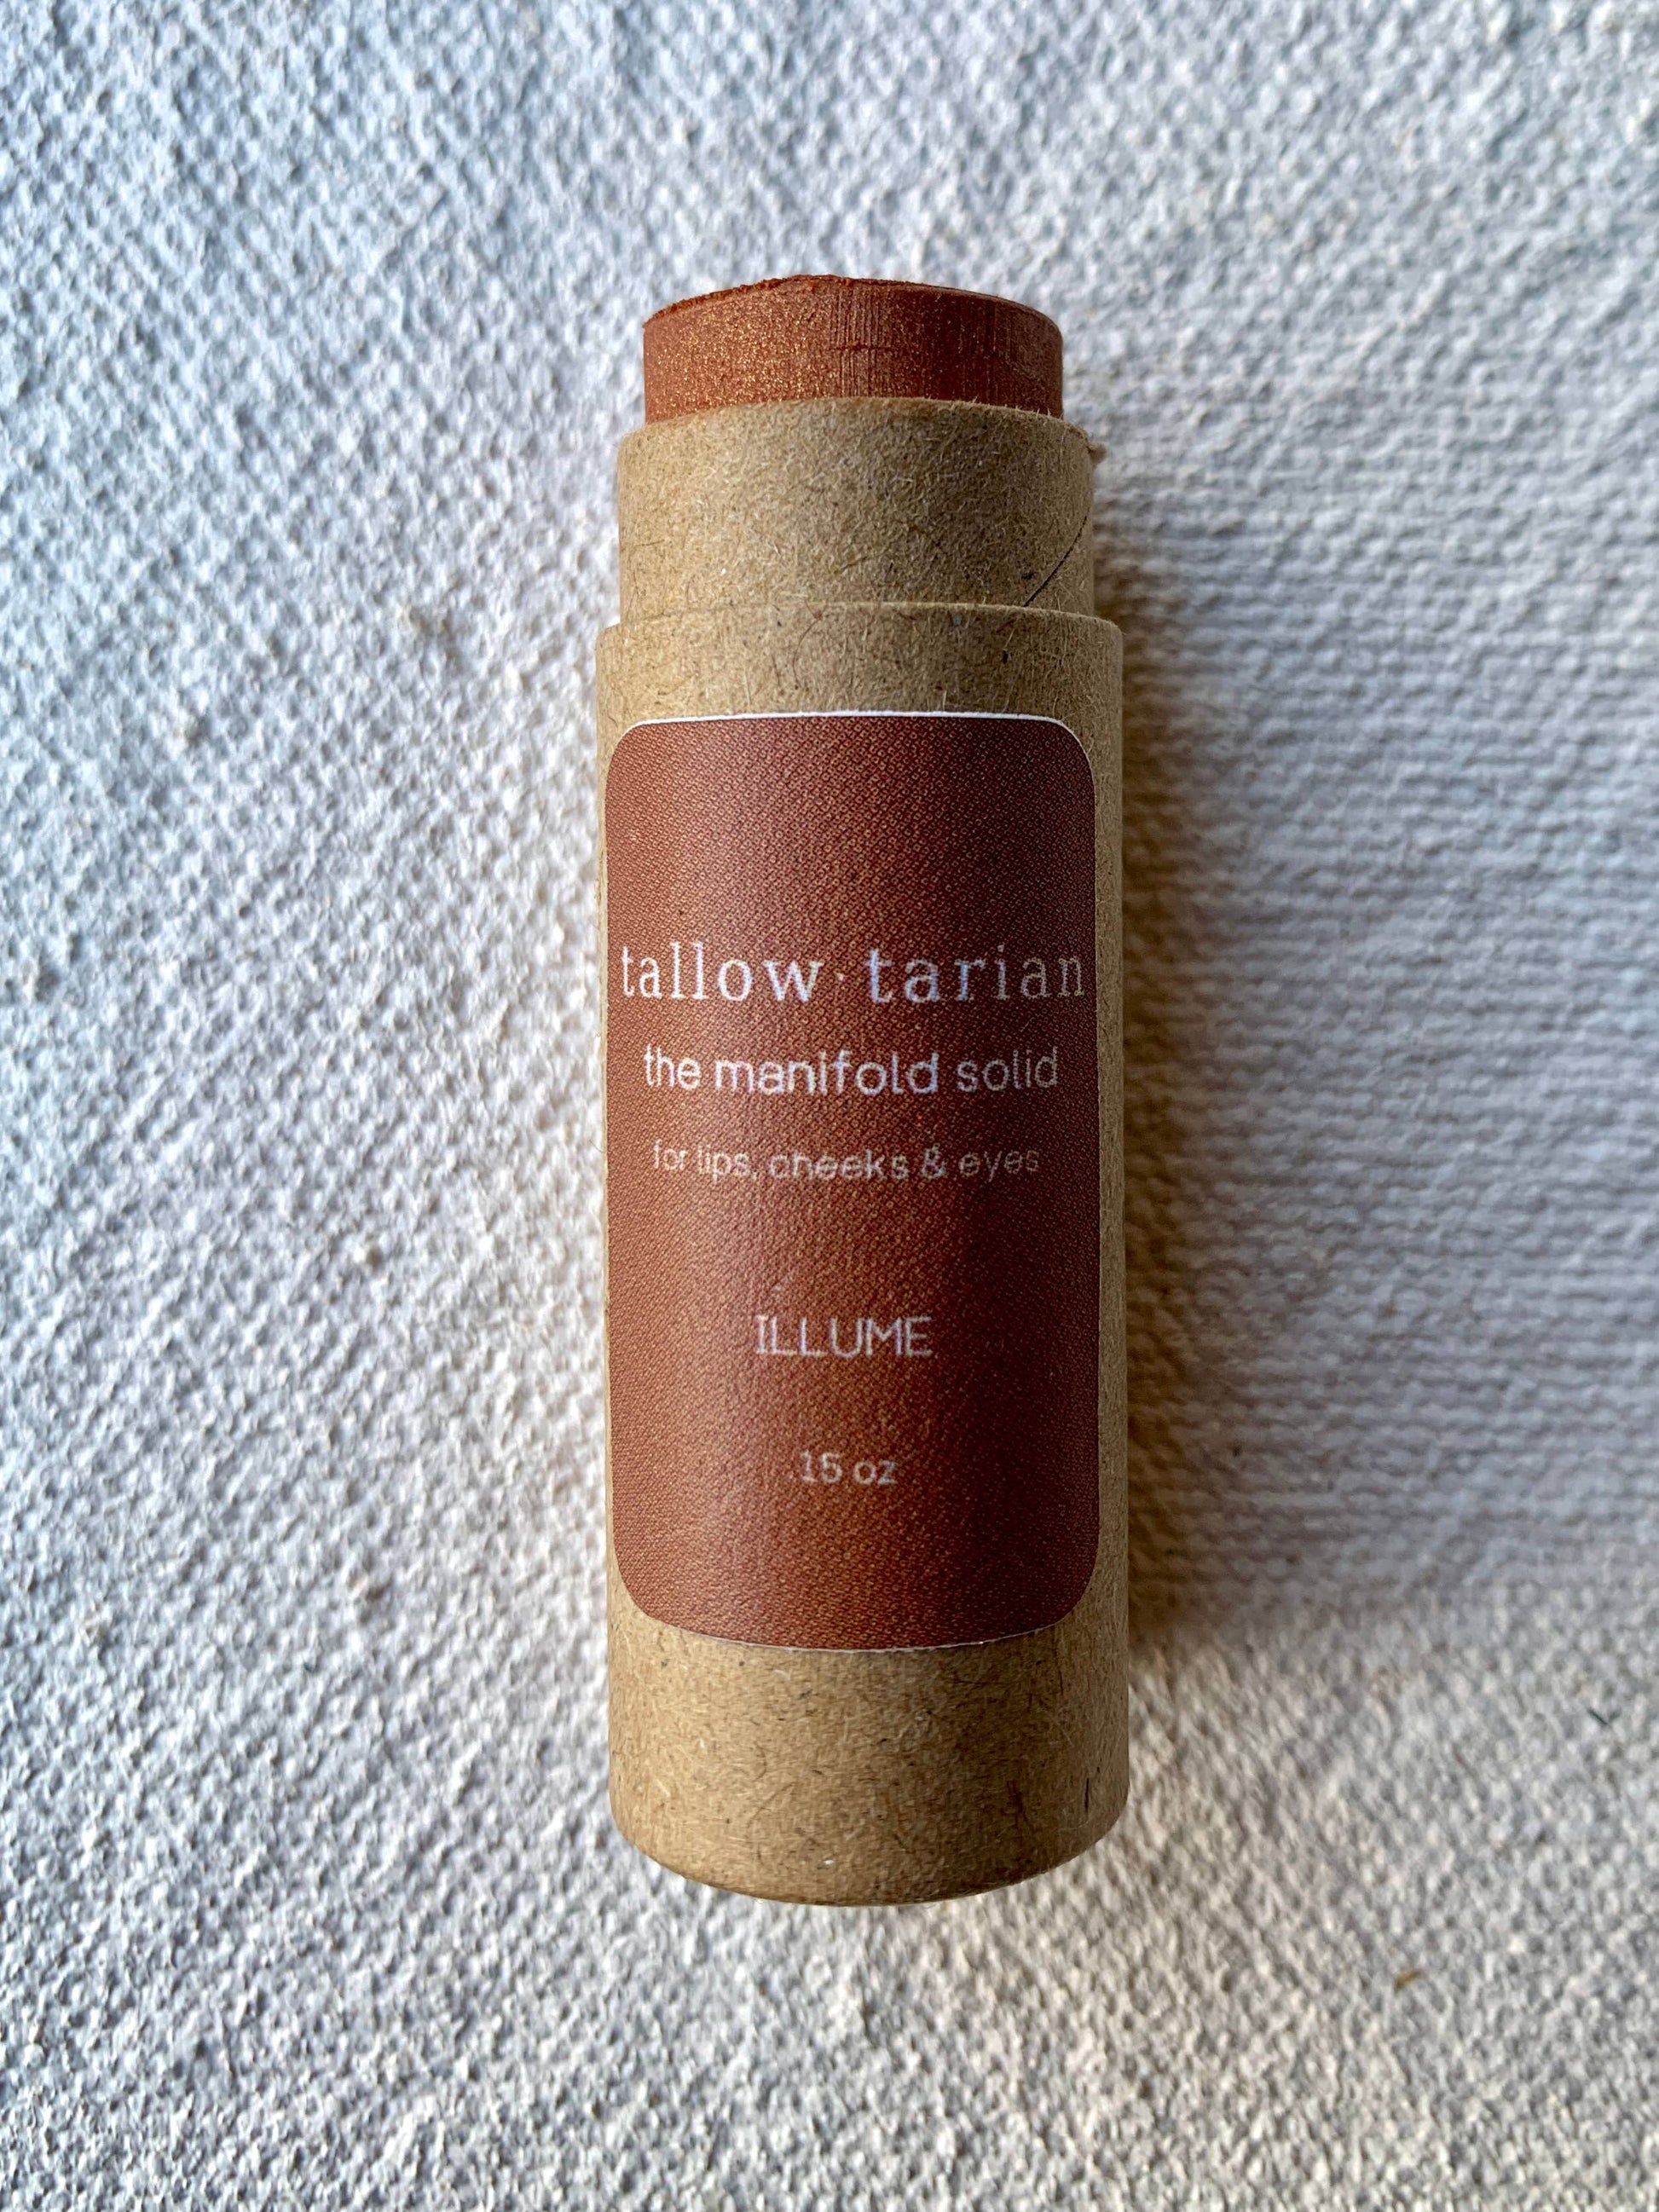 tallow·tarian
the manifold solid
for lips, cheeks & eyes
ILLUME
15 oz